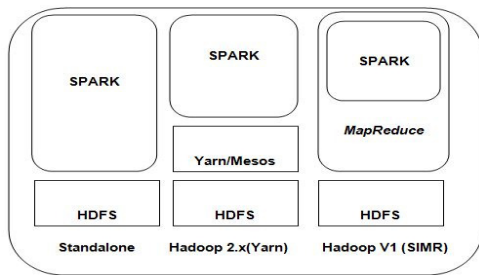 SPARK
SPARK
SPARK
MapReduce
Yarn/Mesos
HDFS
HDFS
HDFS
Standalone
Hadoop 2.x(Yarn)
Hadoop V1 (SIMR)